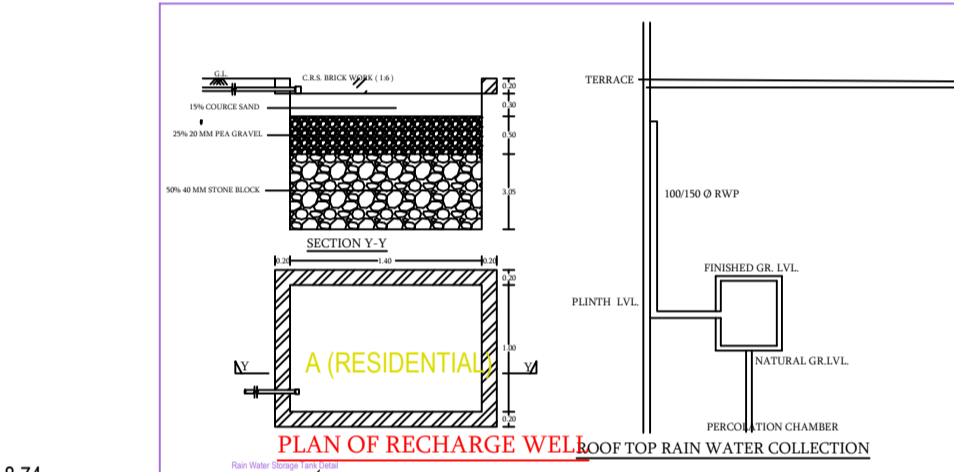 G.L.
C.R.S. BRICK WORK ( 1:6 )
0.20
15% COURCE SAND
0.30
25% 20 MM PEA GRAVEL
0.50
50% 40 MM STONE BLOCK
3.05
SECTION Y-Y
0.20
1.40
0.20
0.20
1.00
A (RESIDENTIAL)
Y
Y
0.20
PLAN OF RECHARGE WELL
Rain Water Storage Tank Detail
TERRACE
100/150 Ø RWP
FINISHED GR. LVL.
PLINTH LVL.
NATURAL GR.LVL.
PERCOLATION CHAMBER
ROOF TOP RAIN WATER COLLECTION